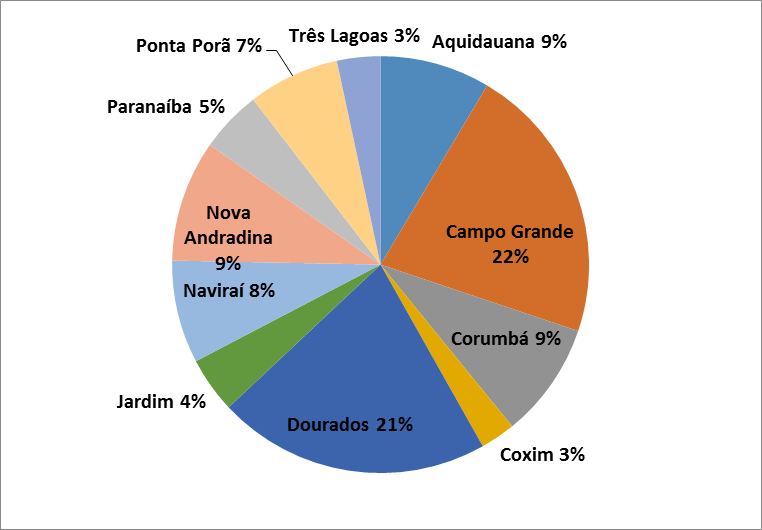 Ponta Porã 7%
Três Lagoas 3%
Aquidauana 9%
Paranaíba 5%
Nova
Andradina
9%
Campo Grande
22%
Naviraí 8%
Corumbá 9%
Jardim 4%
Dourados 21%
Coxim 3%